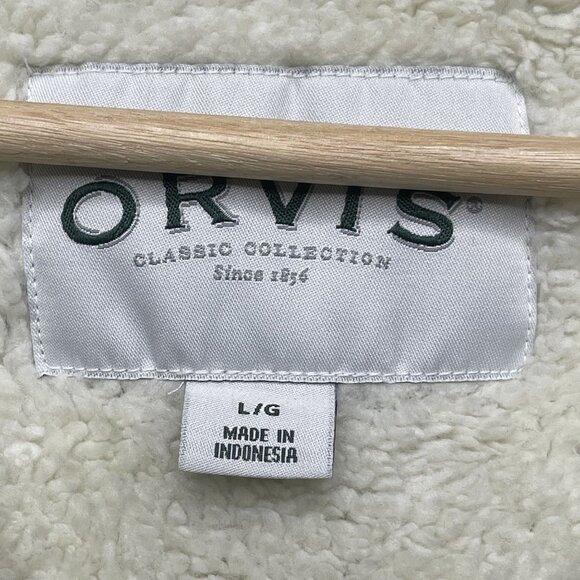 ORVIS®
CLASSIC COLLECTION
Since 1856
L/G
MADE IN
INDONESIA